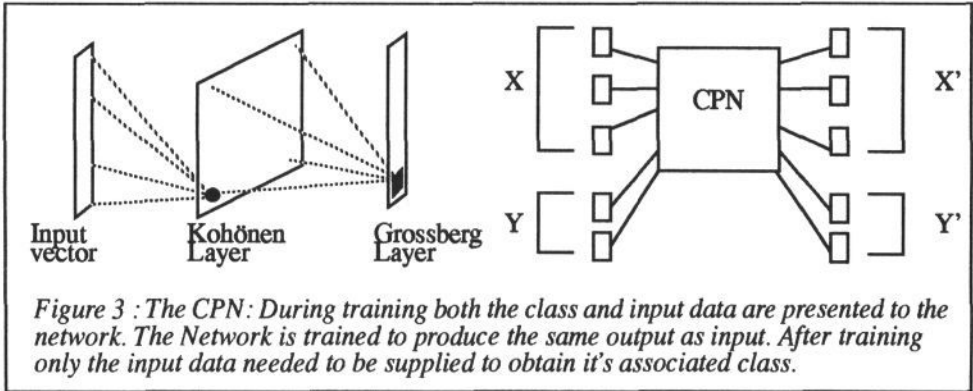 Input
vector
Kohönen
Layer
Grossberg
Layer
X
Y
CPN
X'
Y'
Figure 3 : The CPN: During training both the class and input data are presented to the
network. The Network is trained to produce the same output as input. After training
only the input data needed to be supplied to obtain it's associated class.